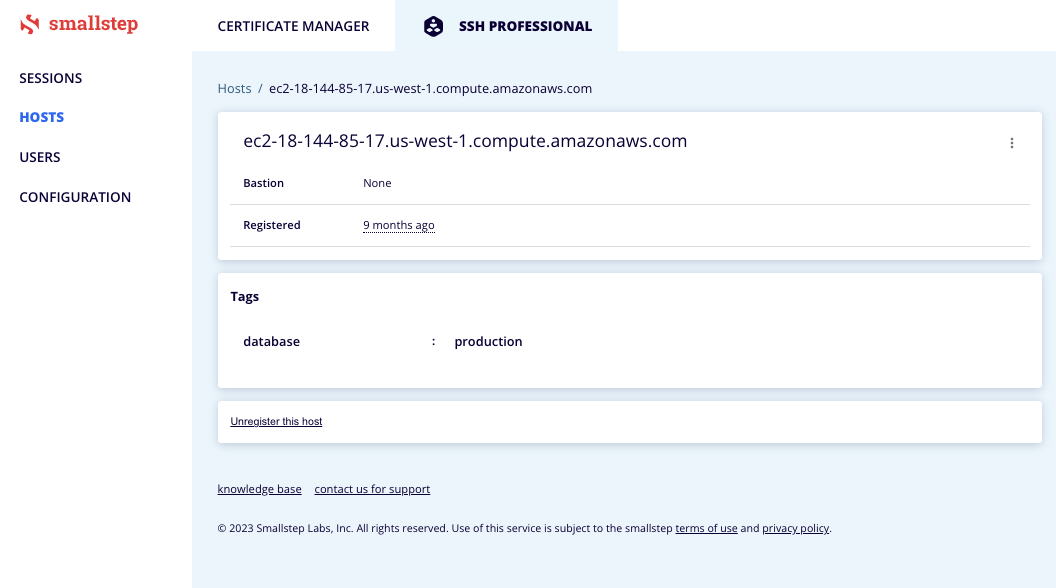 smallstep
CERTIFICATE MANAGER
SSH PROFESSIONAL
SESSIONS
HOSTS
USERS
CONFIGURATION
Hosts / ec2-18-144-85-17.us-west-1.compute.amazonaws.com
ec2-18-144-85-17.us-west-1.compute.amazonaws.com
Bastion None
Registered 9 months ago
Tags
database : production
Unregister this host
knowledge base contact us for support
© 2023 Smallstep Labs, Inc. All rights reserved. Use of this service is subject to the smallstep terms of use and privacy policy.